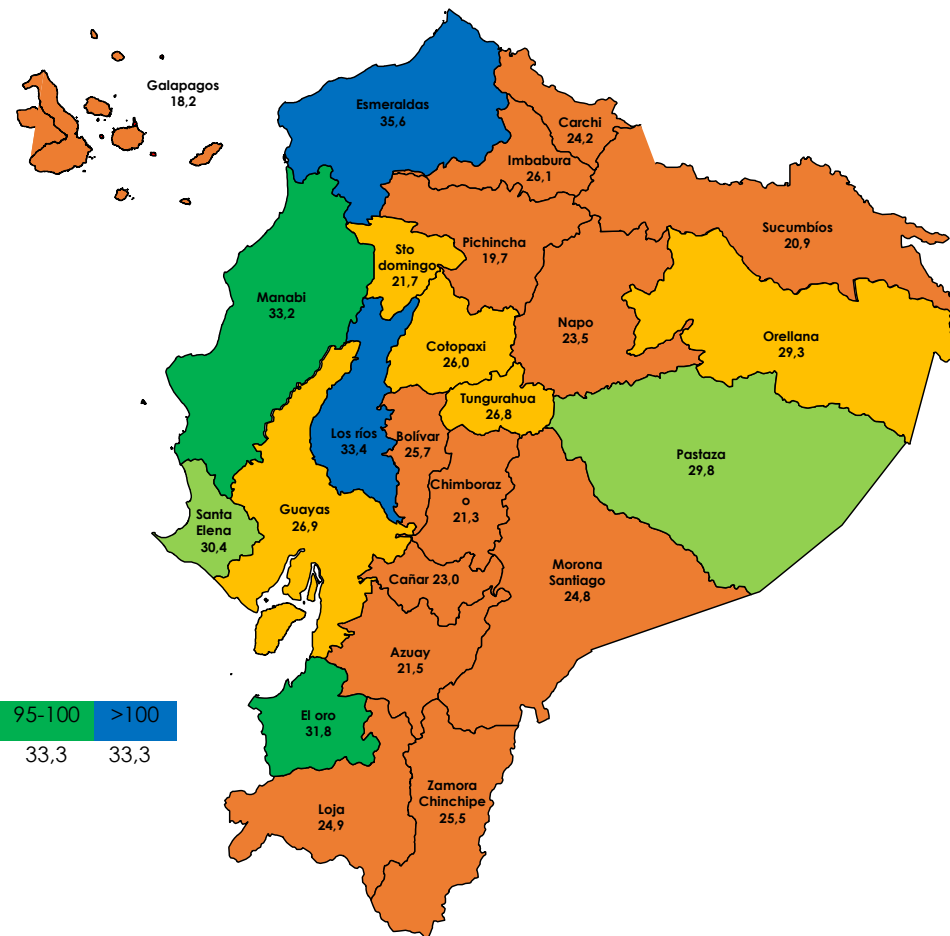 Galapagos
18,2
Esmeraldas
35,6
Carchi
24,2
Imbabura
26,1
Sucumbíos
20,9
Pichincha
19,7
Sto
domingo
21,7
Manabi
33,2
Napo
23,5
Orellana
29,3
Cotopaxi
26,0
Tungurahua
26,8
Los ríos
33,4
Bolívar
25,7
Pastaza
29,8
Chimboraz
o
21,3
Santa
Elena
30,4
Guayas
26,9
Morona
Santiago
24,8
Cañar 23,0
Azuay
21,5
El oro
31,8
95-100 >100
33,3 33,3
Zamora
Chinchipe
25,5
Loja
24,9